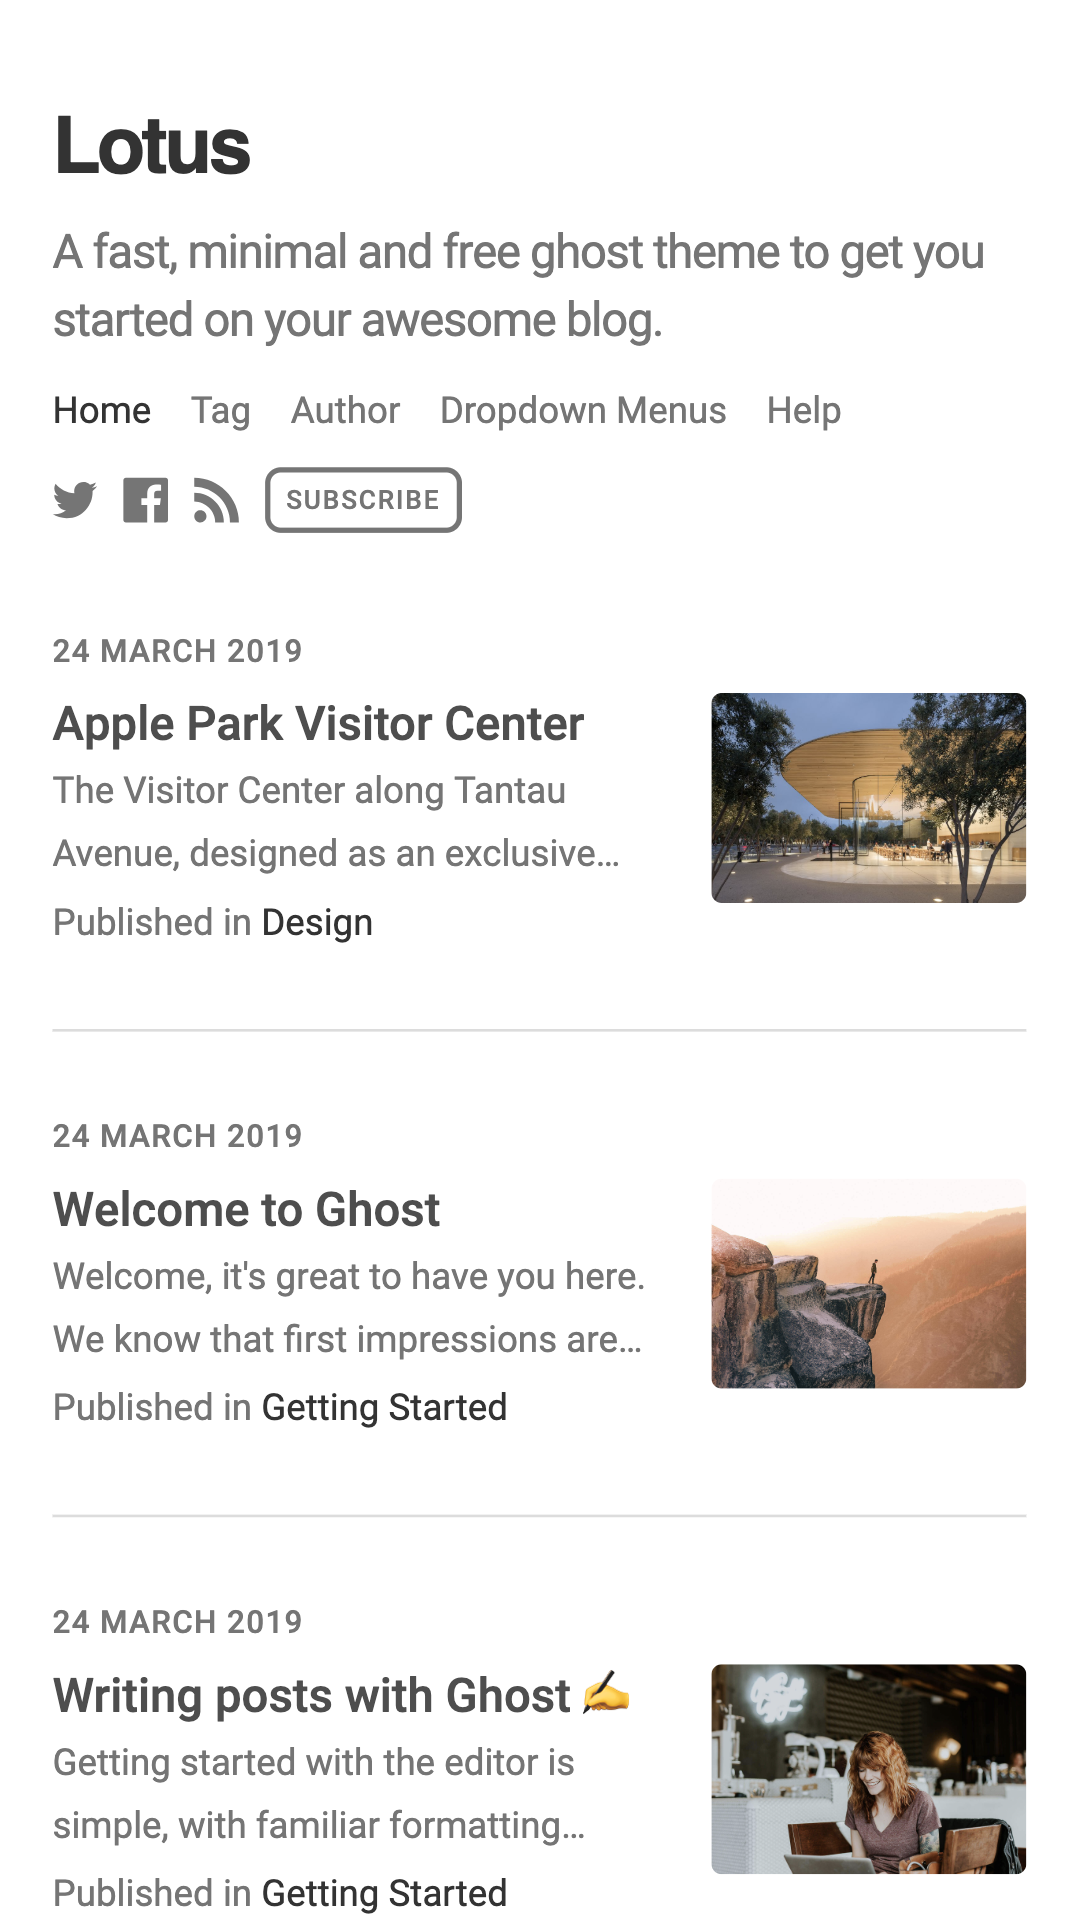 Lotus
A fast, minimal and free ghost theme to get you
started on your awesome blog.
Home Tag Author Dropdown Menus Help
SUBSCRIBE
24 MARCH 2019
Apple Park Visitor Center
The Visitor Center along Tantau
Avenue, designed as an exclusive…
Published in Design
24 MARCH 2019
Welcome to Ghost
Welcome, it's great to have you here.
We know that first impressions are…
Published in Getting Started
24 MARCH 2019
Writing posts with Ghost ✍️
Getting started with the editor is
simple, with familiar formatting…
Published in Getting Started